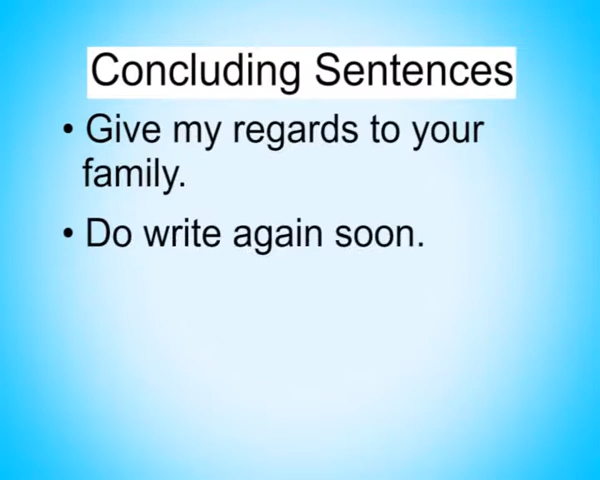 Concluding Sentences
• Give my regards to your
family.
• Do write again soon.